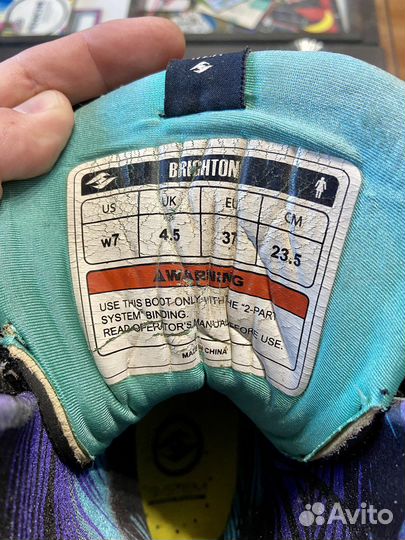 BRIGHTON
US UK EU CM
w7 4.5 37 23.5
WARNING
USE THIS BOOT ONLY WITH THE "2-PART
SYSTEM" BINDING.
READ OPERATOR'S MANUAL BEFORE USE.
MADE IN CHINA
SYSTEM
Avito